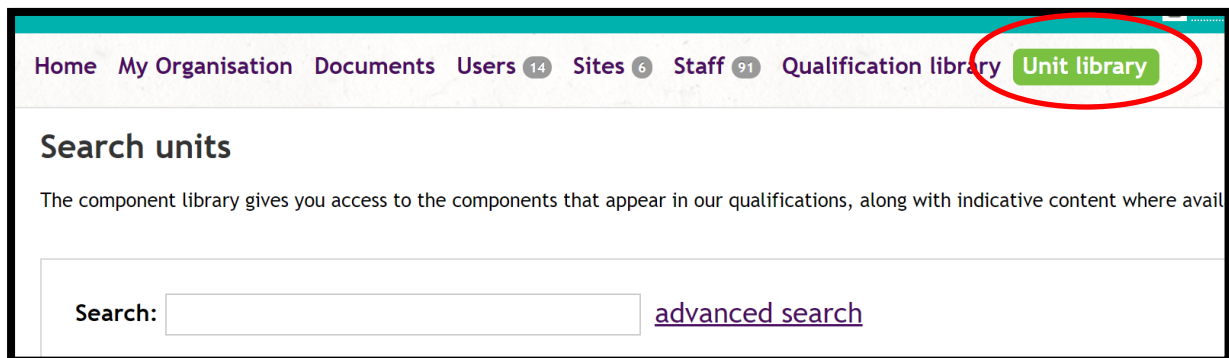 Home My Organisation Documents Users 14 Sites 6 Staff 91 Qualification library Unit library
Search units
The component library gives you access to the components that appear in our qualifications, along with indicative content where avail
Search: advanced search